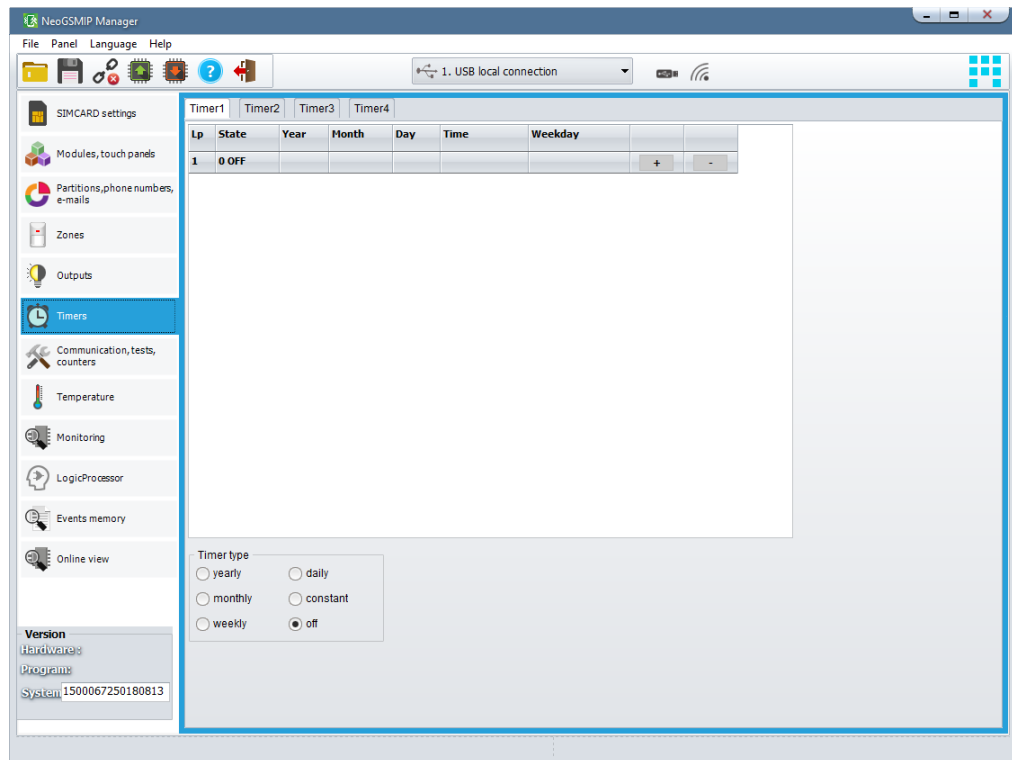 NeoGSMIP Manager
File Panel Language Help
1. USB local connection
SIMCARD settings
Modules, touch panels
Partitions,phone numbers,
e-mails
Zones
Outputs
Timers
Communication, tests,
counters
Temperature
Monitoring
LogicProcessor
Events memory
Online view
Version
Hardware :
Program:
System 1500067250180813
Timer1 Timer2 Timer3 Timer4
Lp State Year Month Day Time Weekday
1 0 OFF + -
Timer type
yearly daily
monthly constant
weekly off